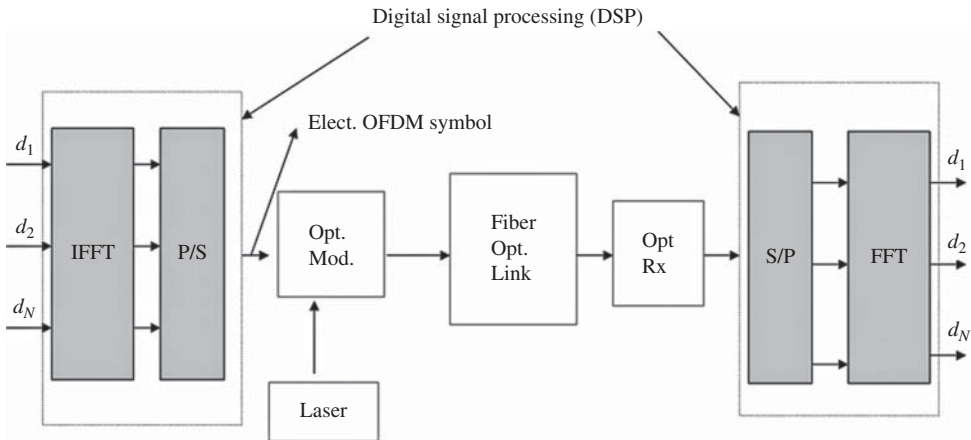 Digital signal processing (DSP)
Elect. OFDM symbol
d1
d2
dN
IFFT
P/S
Opt.
Mod.
Laser
Fiber
Opt.
Link
Opt
Rx
S/P
FFT
d1
d2
dN